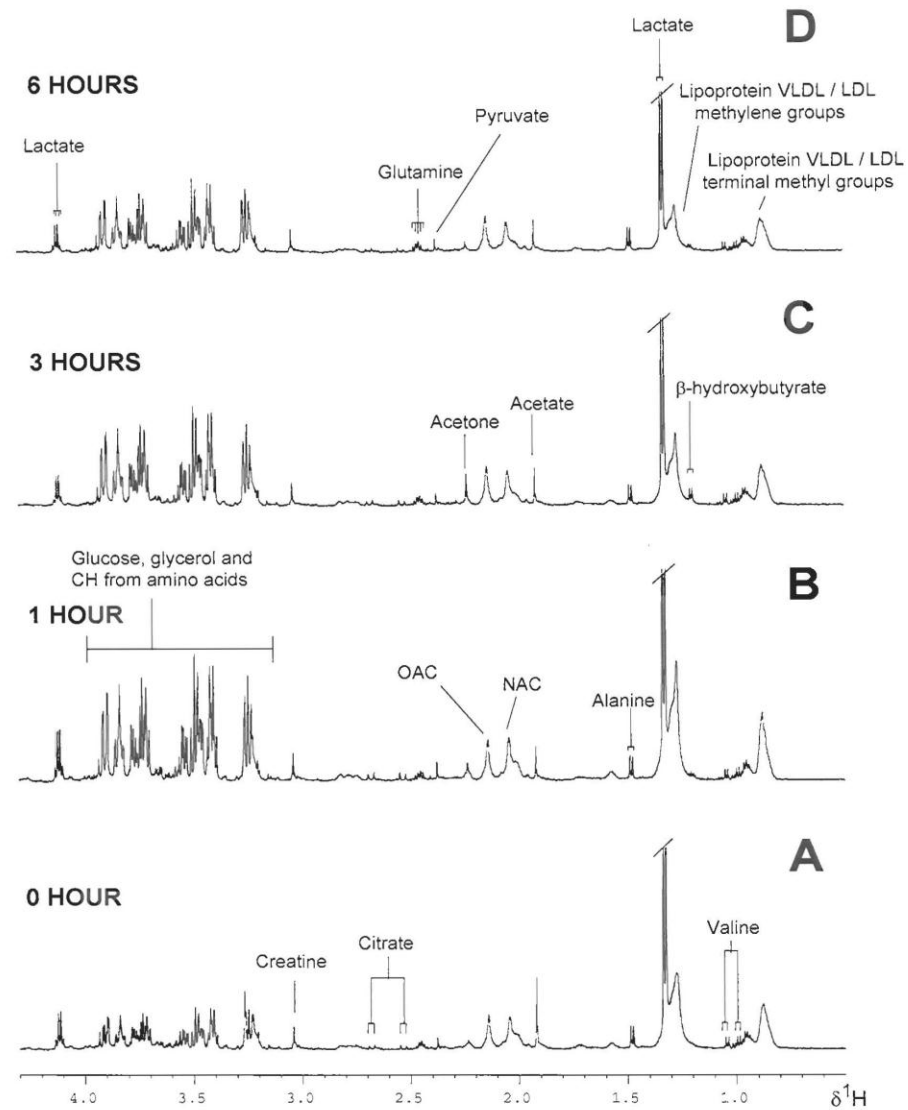 D
Lactate
6 HOURS
Lipoprotein VLDL / LDL
methylene groups
Pyruvate
Lactate
Glutamine
Lipoprotein VLDL / LDL
terminal methyl groups
C
3 HOURS
β-hydroxybutyrate
Acetate
Acetone
Glucose, glycerol and
CH from amino acids
B
1 HOUR
OAC
NAC
Alanine
A
0 HOUR
Valine
Citrate
Creatine
4.0 3.5 3.0 2.5 2.0 1.5 1.0 δ¹H